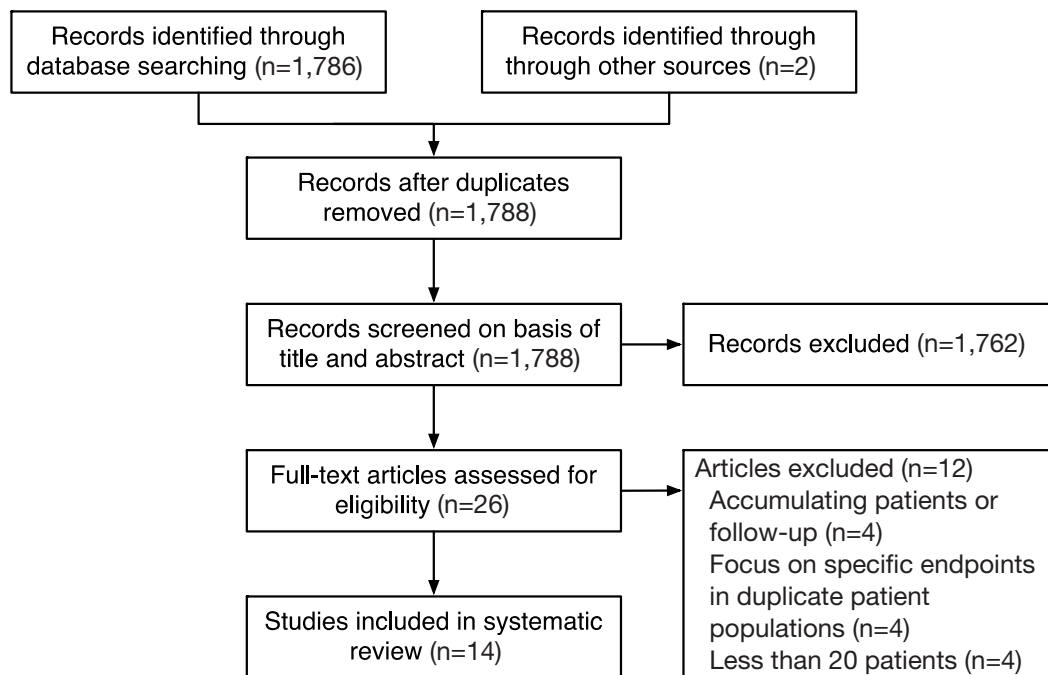 Records identified through
database searching (n=1,786)
Records identified through
through other sources (n=2)
Records after duplicates
removed (n=1,788)
Records screened on basis of
title and abstract (n=1,788)
Records excluded (n=1,762)
Full-text articles assessed for
eligibility (n=26)
Articles excluded (n=12)
Accumulating patients or
follow-up (n=4)
Focus on specific endpoints
in duplicate patient
populations (n=4)
Less than 20 patients (n=4)
Studies included in systematic
review (n=14)